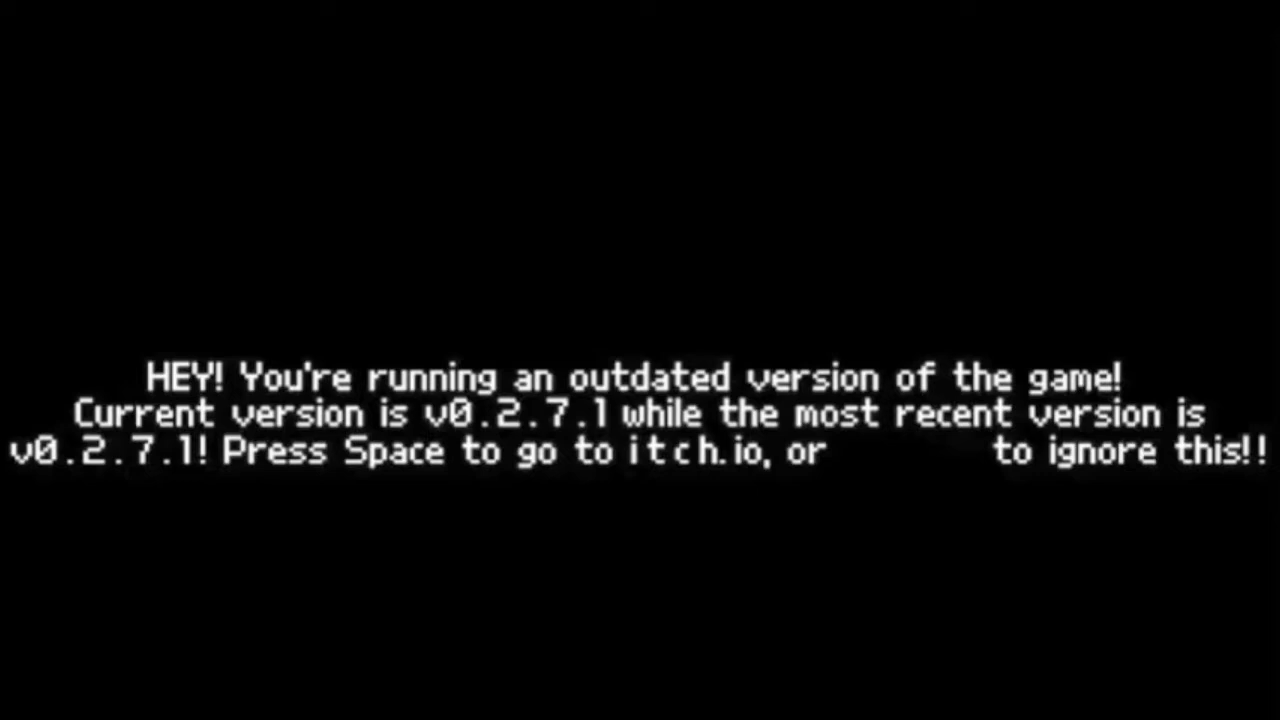 HEY! You're running an outdated version of the game!
Current version is v0.2.7.1 while the most recent version is
v0.2.7.1! Press Space to go to itch.io, or to ignore this!!